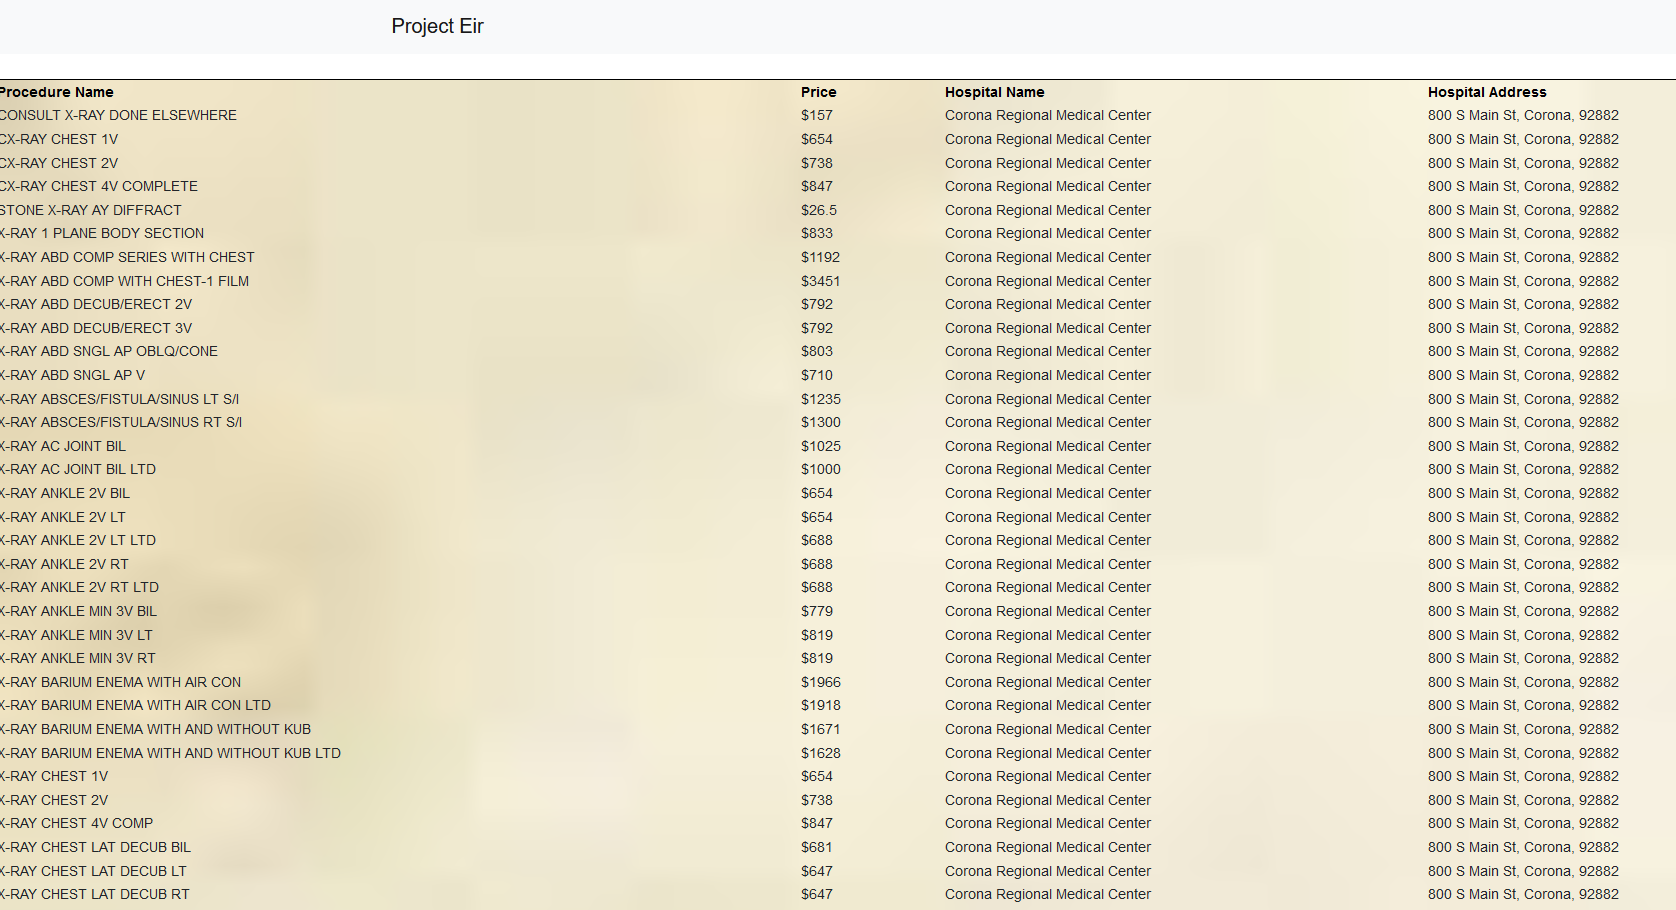 Project Eir
Procedure Name Price Hospital Name Hospital Address
CONSULT X-RAY DONE ELSEWHERE $157 Corona Regional Medical Center 800 S Main St, Corona, 92882
CX-RAY CHEST 1V $654 Corona Regional Medical Center 800 S Main St, Corona, 92882
CX-RAY CHEST 2V $738 Corona Regional Medical Center 800 S Main St, Corona, 92882
CX-RAY CHEST 4V COMPLETE $847 Corona Regional Medical Center 800 S Main St, Corona, 92882
STONE X-RAY AY DIFFRACT $26.5 Corona Regional Medical Center 800 S Main St, Corona, 92882
X-RAY 1 PLANE BODY SECTION $833 Corona Regional Medical Center 800 S Main St, Corona, 92882
X-RAY ABD COMP SERIES WITH CHEST $1192 Corona Regional Medical Center 800 S Main St, Corona, 92882
X-RAY ABD COMP WITH CHEST-1 FILM $3451 Corona Regional Medical Center 800 S Main St, Corona, 92882
X-RAY ABD DECUB/ERECT 2V $792 Corona Regional Medical Center 800 S Main St, Corona, 92882
X-RAY ABD DECUB/ERECT 3V $792 Corona Regional Medical Center 800 S Main St, Corona, 92882
X-RAY ABD SNGL AP OBLQ/CONE $803 Corona Regional Medical Center 800 S Main St, Corona, 92882
X-RAY ABD SNGL AP V $710 Corona Regional Medical Center 800 S Main St, Corona, 92882
X-RAY ABSCES/FISTULA/SINUS LT S/I $1235 Corona Regional Medical Center 800 S Main St, Corona, 92882
X-RAY ABSCES/FISTULA/SINUS RT S/I $1300 Corona Regional Medical Center 800 S Main St, Corona, 92882
X-RAY AC JOINT BIL $1025 Corona Regional Medical Center 800 S Main St, Corona, 92882
X-RAY AC JOINT BIL LTD $1000 Corona Regional Medical Center 800 S Main St, Corona, 92882
X-RAY ANKLE 2V BIL $654 Corona Regional Medical Center 800 S Main St, Corona, 92882
X-RAY ANKLE 2V LT $654 Corona Regional Medical Center 800 S Main St, Corona, 92882
X-RAY ANKLE 2V LT LTD $688 Corona Regional Medical Center 800 S Main St, Corona, 92882
X-RAY ANKLE 2V RT $688 Corona Regional Medical Center 800 S Main St, Corona, 92882
X-RAY ANKLE 2V RT LTD $688 Corona Regional Medical Center 800 S Main St, Corona, 92882
X-RAY ANKLE MIN 3V BIL $779 Corona Regional Medical Center 800 S Main St, Corona, 92882
X-RAY ANKLE MIN 3V LT $819 Corona Regional Medical Center 800 S Main St, Corona, 92882
X-RAY ANKLE MIN 3V RT $819 Corona Regional Medical Center 800 S Main St, Corona, 92882
X-RAY BARIUM ENEMA WITH AIR CON $1966 Corona Regional Medical Center 800 S Main St, Corona, 92882
X-RAY BARIUM ENEMA WITH AIR CON LTD $1918 Corona Regional Medical Center 800 S Main St, Corona, 92882
X-RAY BARIUM ENEMA WITH AND WITHOUT KUB $1671 Corona Regional Medical Center 800 S Main St, Corona, 92882
X-RAY BARIUM ENEMA WITH AND WITHOUT KUB LTD $1628 Corona Regional Medical Center 800 S Main St, Corona, 92882
X-RAY CHEST 1V $654 Corona Regional Medical Center 800 S Main St, Corona, 92882
X-RAY CHEST 2V $738 Corona Regional Medical Center 800 S Main St, Corona, 92882
X-RAY CHEST 4V COMP $847 Corona Regional Medical Center 800 S Main St, Corona, 92882
X-RAY CHEST LAT DECUB BIL $681 Corona Regional Medical Center 800 S Main St, Corona, 92882
X-RAY CHEST LAT DECUB LT $647 Corona Regional Medical Center 800 S Main St, Corona, 92882
X-RAY CHEST LAT DECUB RT $647 Corona Regional Medical Center 800 S Main St, Corona, 92882